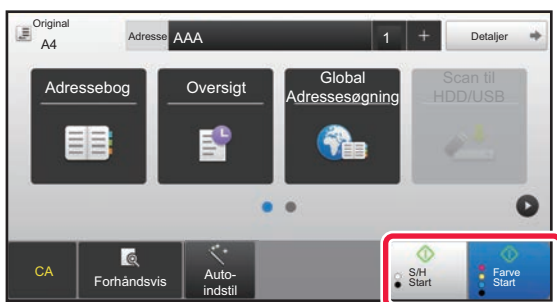 Original
A4
Adresse AAA 1 +
Detaljer
Adressebog
Oversigt
Global
Adressesøgning
Scan til
HDD/USB
CA
Forhåndsvis
Auto-
indstil
S/H
Start
Farve
Start